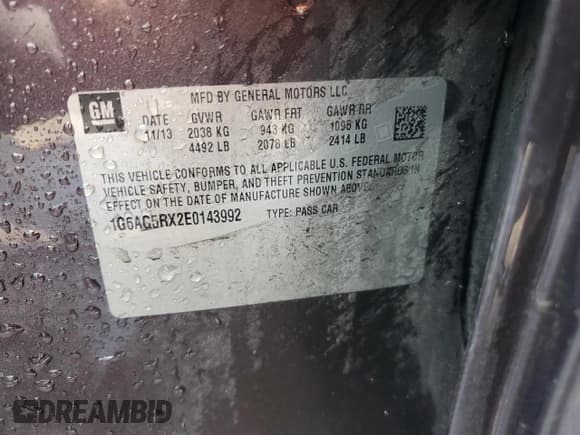 GM
MFD BY GENERAL MOTORS LLC
DATE GVWR GAWR FRT GAWR RR
11/13 2038 KG 943 KG 1095 KG
4492 LB 2078 LB 2414 LB
THIS VEHICLE CONFORMS TO ALL APPLICABLE U.S. FEDERAL MOTOR
VEHICLE SAFETY, BUMPER, AND THEFT PREVENTION STANDARDS IN
EFFECT ON THE DATE OF MANUFACTURE SHOWN ABOVE.
1G6AG5RX2E0143992 TYPE: PASS CAR
DREAMBID